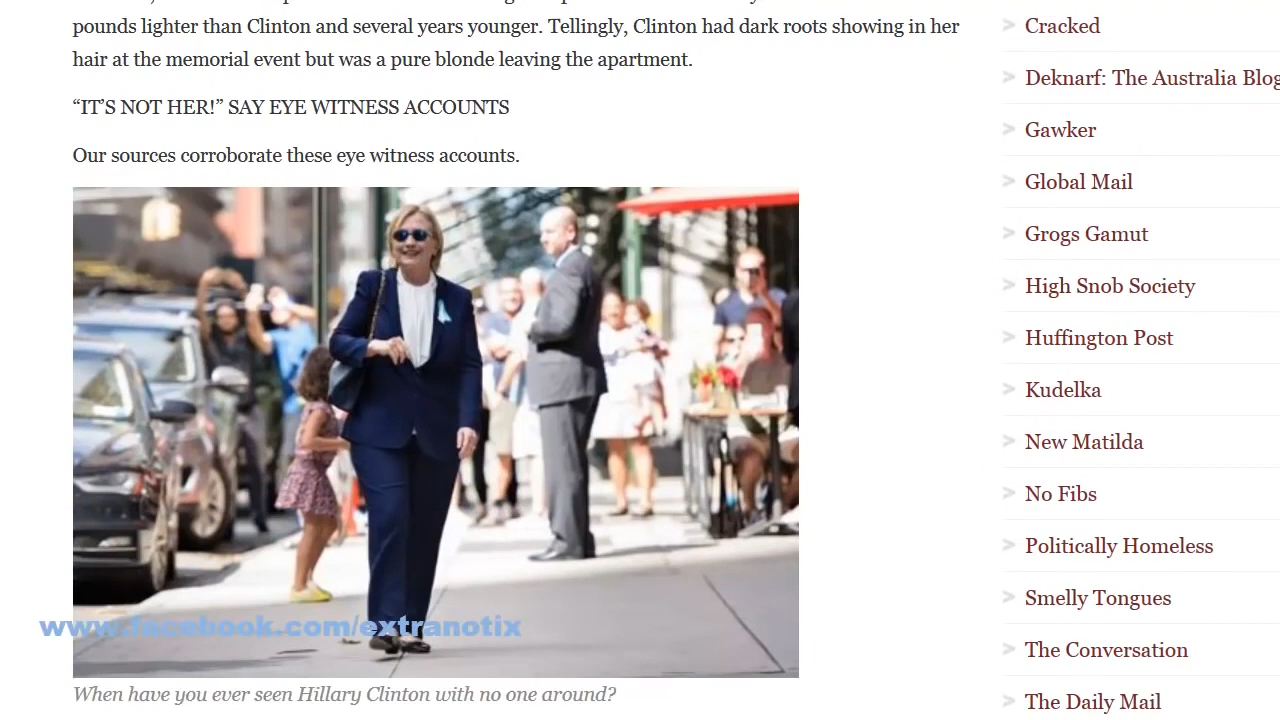 pounds lighter than Clinton and several years younger. Tellingly, Clinton had dark roots showing in her
hair at the memorial event but was a pure blonde leaving the apartment.
“IT’S NOT HER!” SAY EYE WITNESS ACCOUNTS
Our sources corroborate these eye witness accounts.
www.facebook.com/extranotix
When have you ever seen Hillary Clinton with no one around?
> Cracked
> Deknarf: The Australia Blog
> Gawker
> Global Mail
> Grogs Gamut
> High Snob Society
> Huffington Post
> Kudelka
> New Matilda
> No Fibs
> Politically Homeless
> Smelly Tongues
> The Conversation
> The Daily Mail